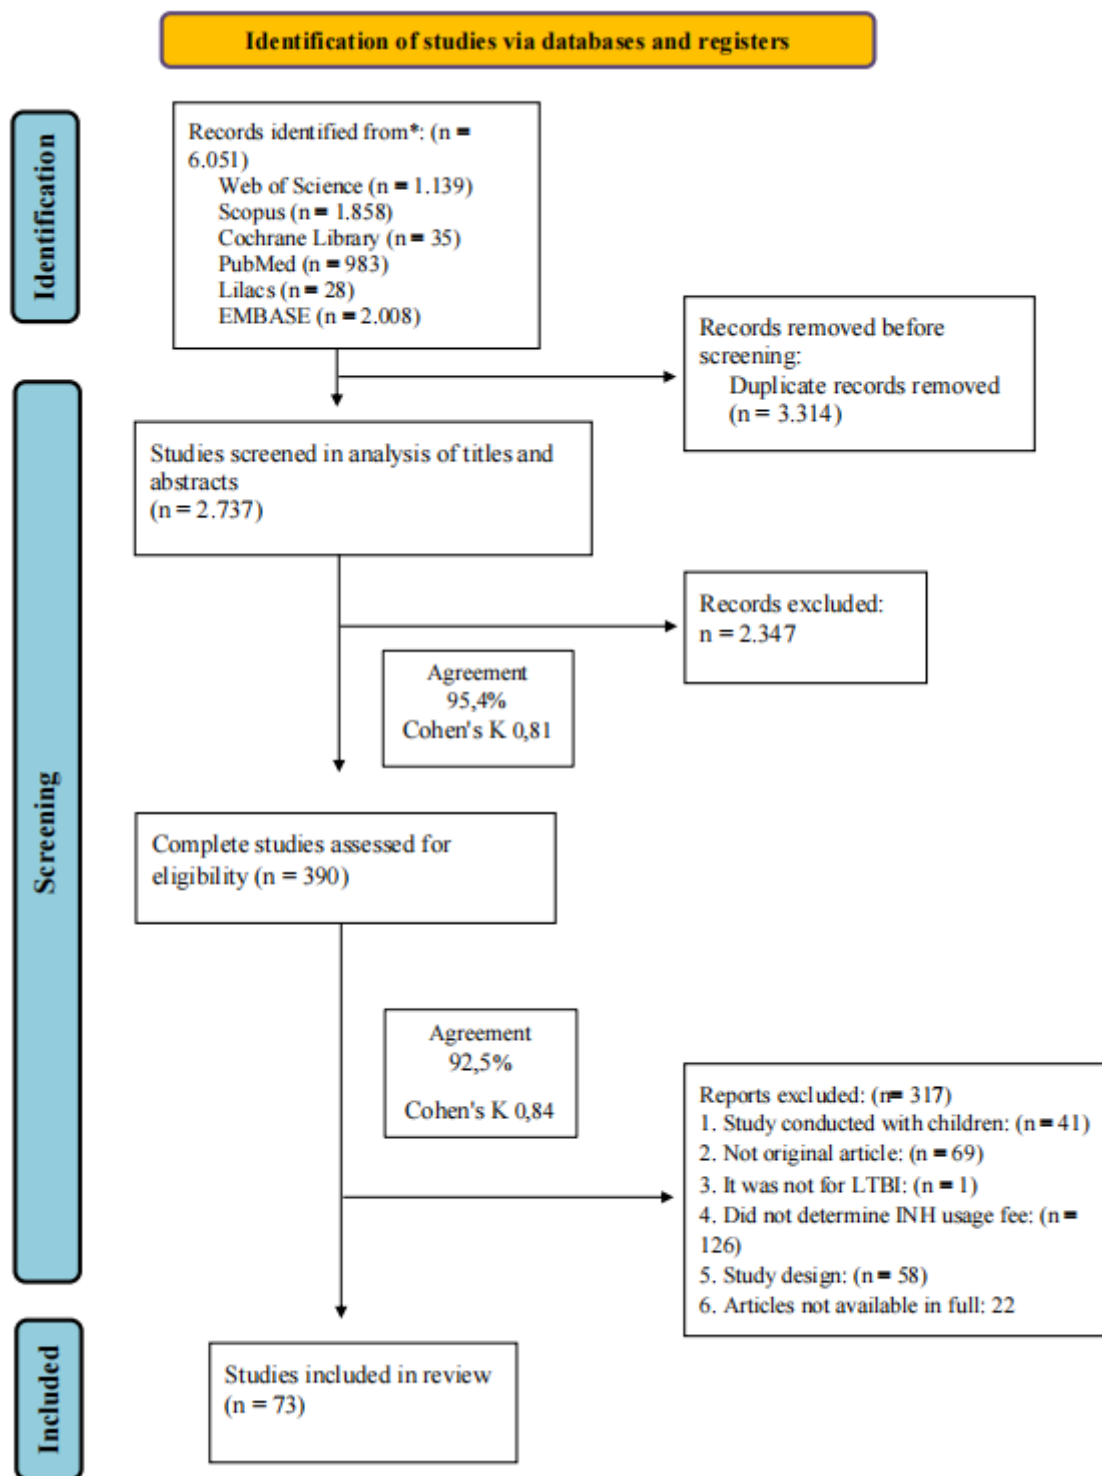 Identification of studies via databases and registers
Identification
Records identified from*: (n =
6.051)
Web of Science (n = 1.139)
Scopus (n = 1.858)
Cochrane Library (n = 35)
PubMed (n = 983)
Lilacs (n = 28)
EMBASE (n = 2.008)
Records removed before
screening:
Duplicate records removed
(n = 3.314)
Screening
Studies screened in analysis of titles and
abstracts
(n = 2.737)
Records excluded:
n = 2.347
Agreement
95,4%
Cohen's K 0,81
Complete studies assessed for
eligibility (n = 390)
Agreement
92,5%
Cohen's K 0,84
Reports excluded: (n= 317)
1. Study conducted with children: (n = 41)
2. Not original article: (n = 69)
3. It was not for LTBI: (n = 1)
4. Did not determine INH usage fee: (n =
126)
5. Study design: (n = 58)
6. Articles not available in full: 22
Included
Studies included in review
(n = 73)